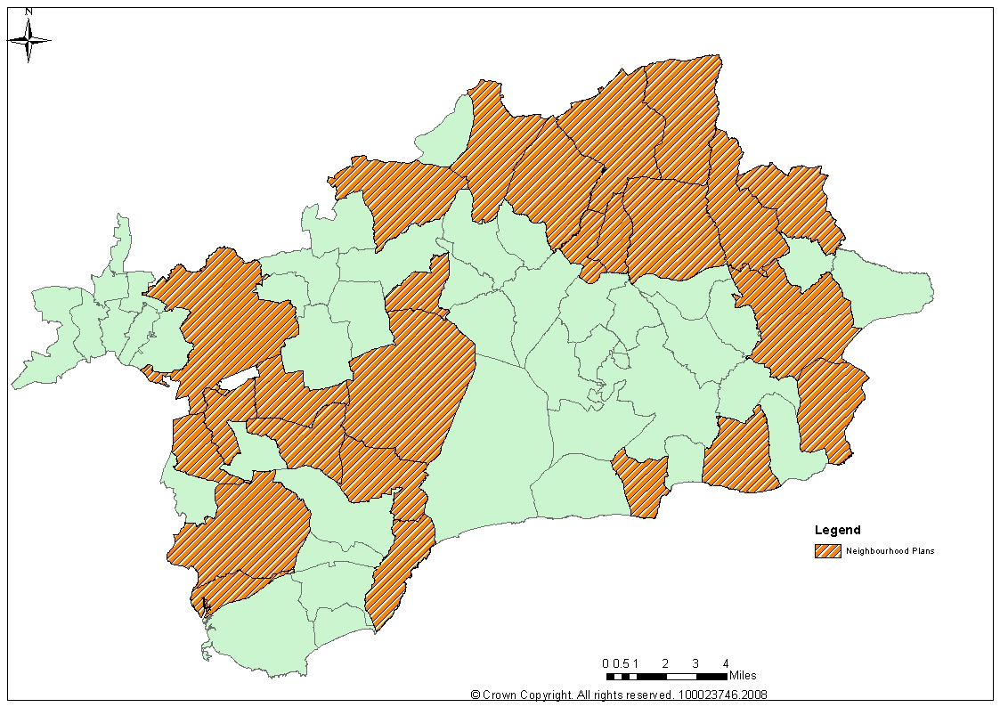 N
Legend
Neighbourhood Plans
0 0.5 1 2 3 4
Miles
© Crown Copyright. All rights reserved. 100023746.2008